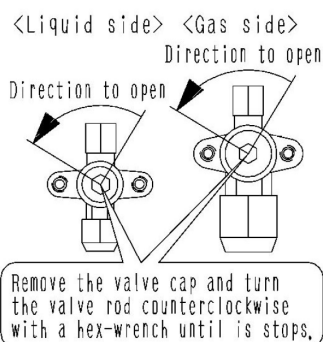 <Liquid side> <Gas side>
Direction to open
Direction to open
Remove the valve cap and turn
the valve rod counterclockwise
with a hex-wrench until is stops.